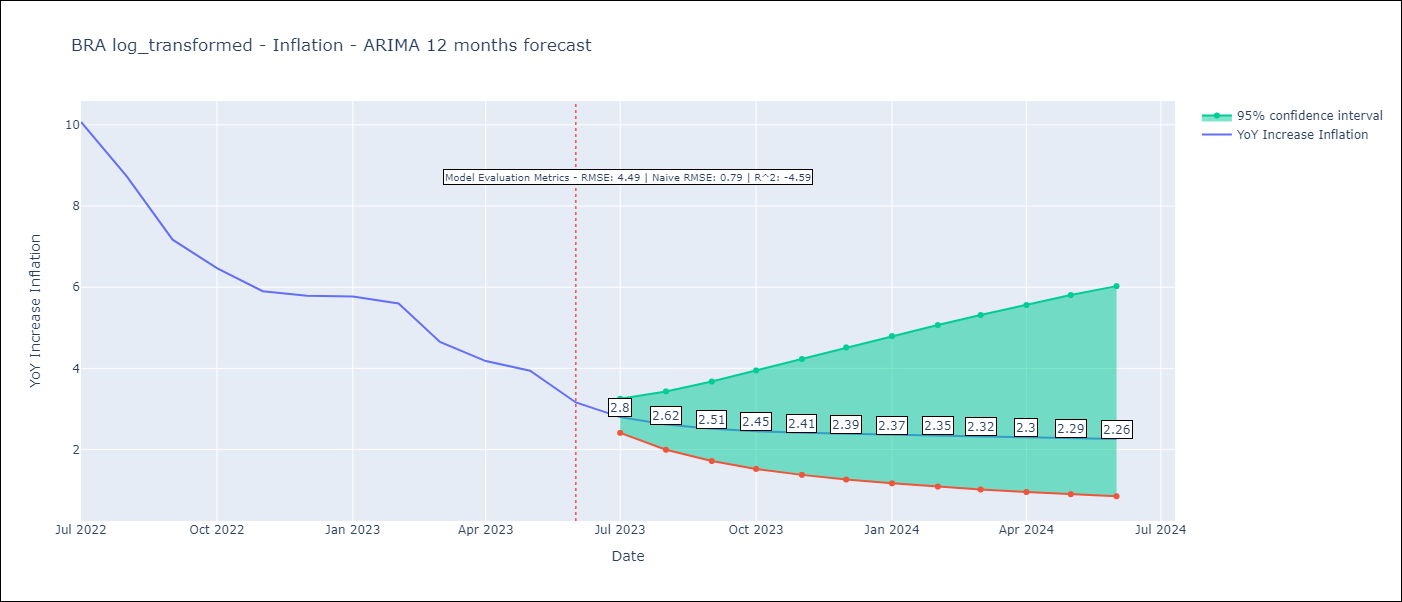 BRA log_transformed - Inflation - ARIMA 12 months forecast
95% confidence interval
YoY Increase Inflation
Model Evaluation Metrics - RMSE: 4.49 | Naive RMSE: 0.79 | R^2: -4.59
YoY Increase Inflation
10
8
6
4
2
2.8
2.62
2.51
2.45
2.41
2.39
2.37
2.35
2.32
2.3
2.29
2.26
Jul 2022
Oct 2022
Jan 2023
Apr 2023
Jul 2023
Oct 2023
Jan 2024
Apr 2024
Jul 2024
Date